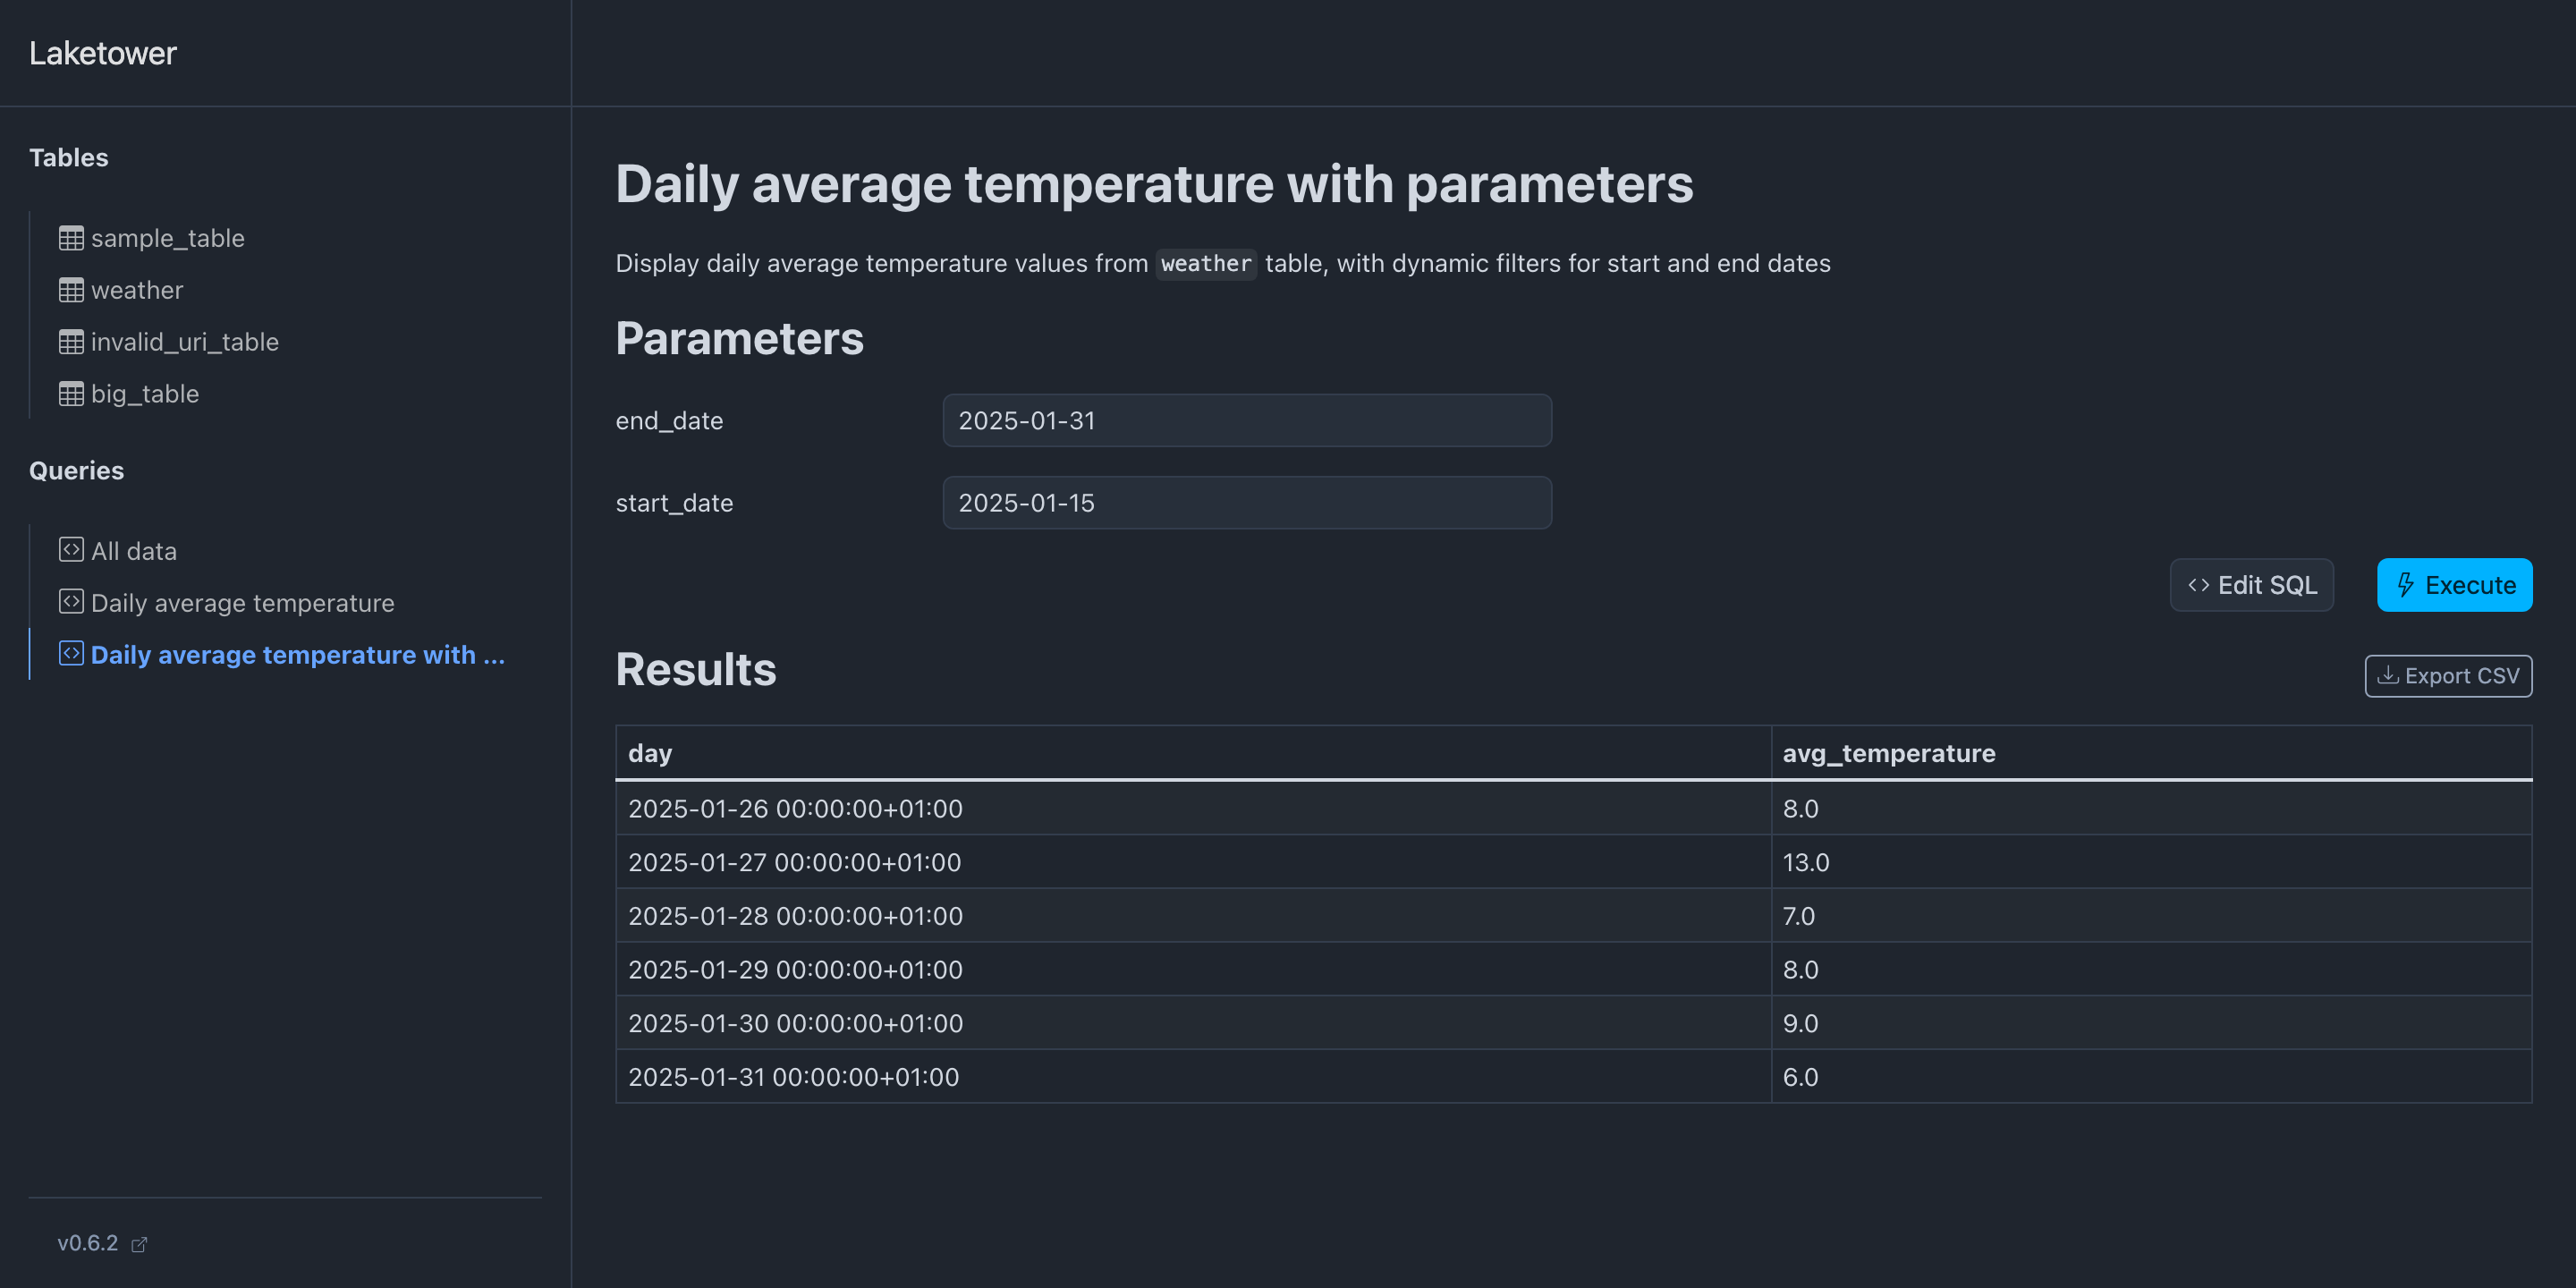 Laketower
Tables
sample_table
weather
invalid_uri_table
big_table
Queries
All data
Daily average temperature
Daily average temperature with ...
v0.6.2
Daily average temperature with parameters
Display daily average temperature values from weather table, with dynamic filters for start and end dates
Parameters
end_date 2025-01-31
start_date 2025-01-15
Edit SQL Execute
Results Export CSV
day avg_temperature
2025-01-26 00:00:00+01:00 8.0
2025-01-27 00:00:00+01:00 13.0
2025-01-28 00:00:00+01:00 7.0
2025-01-29 00:00:00+01:00 8.0
2025-01-30 00:00:00+01:00 9.0
2025-01-31 00:00:00+01:00 6.0